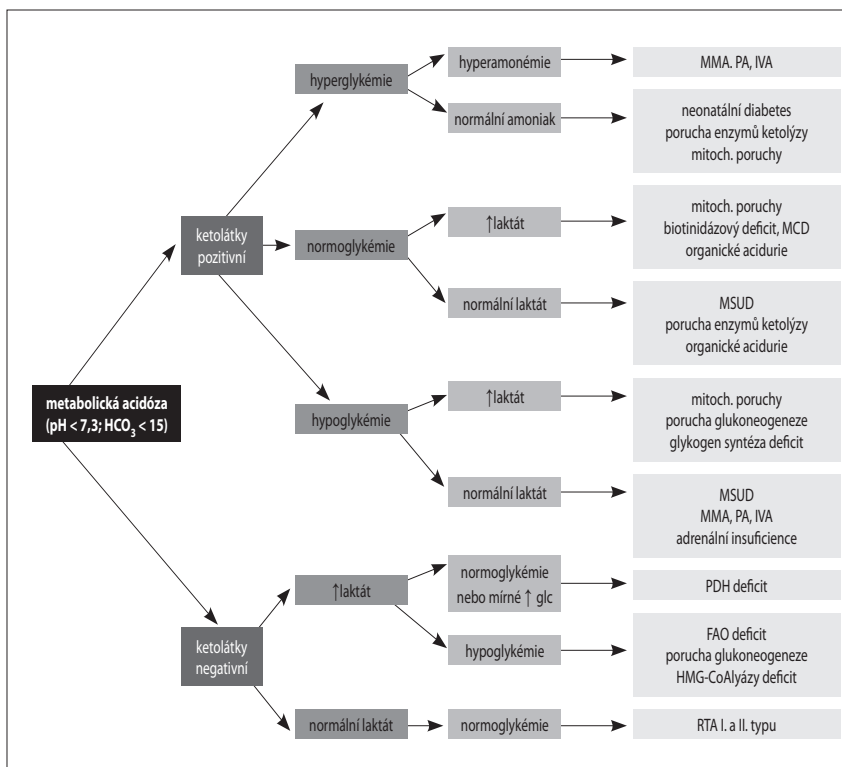 hyperglykémie
hyperamonémie
MMA. PA, IVA
normální amoniak
neonatální diabetes
porucha enzymů ketolýzy
mitoch. poruchy
ketolátky
pozitivní
normoglykémie
↑laktát
mitoch. poruchy
biotinidázový deficit, MCD
organické acidurie
normální laktát
MSUD
porucha enzymů ketolýzy
organické acidurie
metabolická acidóza
(pH < 7,3; HCO3 < 15)
hypoglykémie
↑laktát
mitoch. poruchy
porucha glukoneogeneze
glykogen syntéza deficit
normální laktát
MSUD
MMA, PA, IVA
adrenální insuficience
ketolátky
negativní
↑laktát
normoglykémie
nebo mírné ↑ glc
PDH deficit
hypoglykémie
FAO deficit
porucha glukoneogeneze
HMG-CoAlyázy deficit
normální laktát
normoglykémie
RTA I. a II. typu